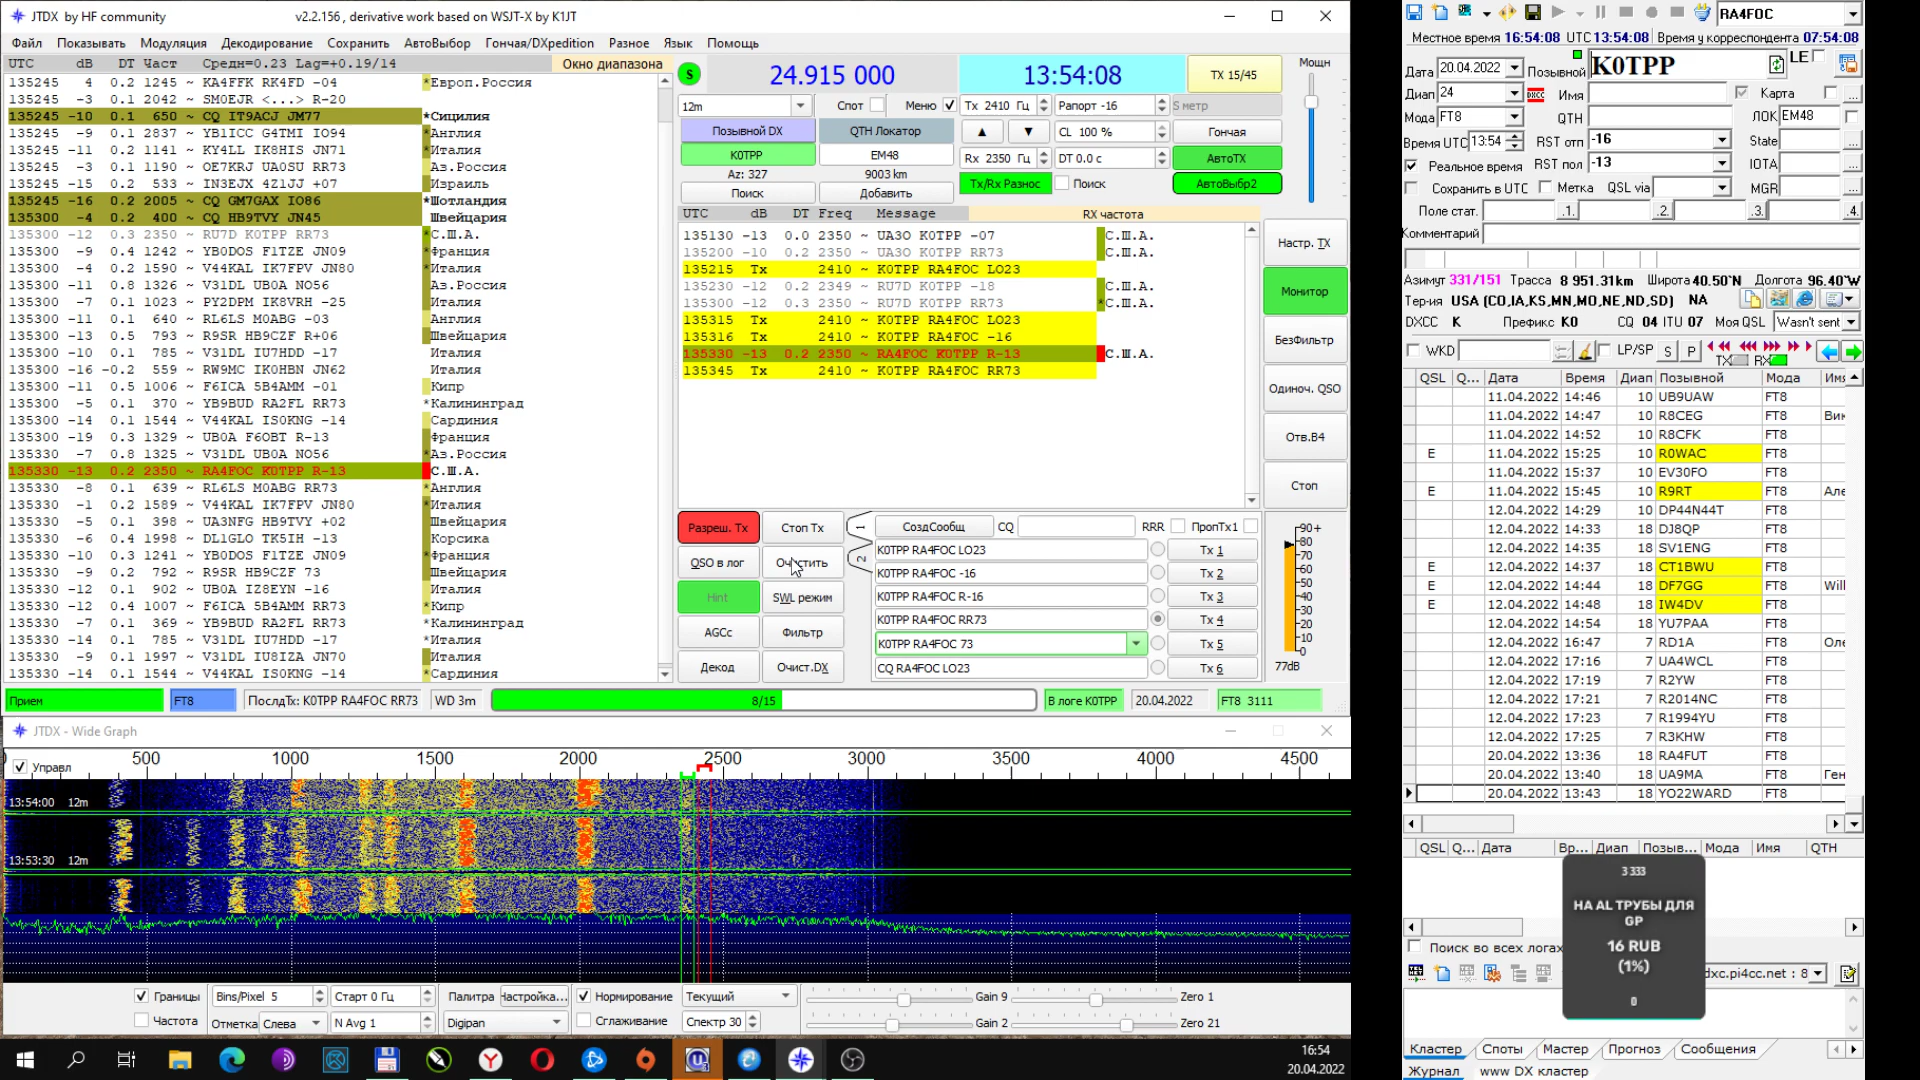 JTDX by HF community v2.2.156 , derivative work based on WSJT-X by K1JT
Файл Показывать Модуляция Декодирование Сохранить АвтоВыбор Гончая/DXpedition Разное Язык Помощь
UTC dB DT Част Средн=0.23 Lag=+0.19/14 Окно диапазона
135245 4 0.2 1245 ~ KA4FFK RK4FD -04 *Европ.Россия
135245 -3 0.1 2042 ~ SM0EJR <...> R-20
135245 -10 0.1 650 ~ CQ IT9ACJ JM77 *Сицилия
135245 -9 0.1 2837 ~ YB1ICC G4TMI IO94 *Англия
135245 -11 0.2 1141 ~ KY4LL IK8HIS JN71 *Италия
135245 -3 0.1 1190 ~ OE7KRJ UA0SU RR73 Аз.Россия
135245 -15 0.2 533 ~ IN3EJX 4Z1JJ +07 Израиль
135245 -16 0.2 2005 ~ CQ GM7GAX IO86 *Шотландия
135300 -4 0.2 400 ~ CQ HB9TVY JN45 Швейцария
135300 -12 0.3 2350 ~ RU7D K0TPP RR73 *С.Ш.А.
135300 -9 0.4 1242 ~ YB0DOS F1TZE JN09 *Франция
135300 -4 0.2 1590 ~ V44KAL IK7FPV JN80 *Италия
135300 -11 0.8 1326 ~ V31DL UB0A NO56 Аз.Россия
135300 -7 0.1 1023 ~ PY2DPM IK8VRH -25 Италия
135300 -11 0.1 640 ~ RL6LS M0ABG -03 Англия
135300 -13 0.5 793 ~ R9SR HB9CZF R+06 Швейцария
135300 -10 0.1 785 ~ V31DL IU7HDD -17 Италия
135300 -16 -0.2 559 ~ RW9MC IK0HBN JN62 Италия
135300 -11 0.5 1006 ~ F6ICA 5B4AMM -01 Кипр
135300 -5 0.1 370 ~ YB9BUD RA2FL RR73 *Калининград
135300 -14 0.1 1544 ~ V44KAL IS0KNG -14 Сардиния
135300 -19 0.3 1329 ~ UB0A F6OBT R-13 Франция
135330 -7 0.8 1325 ~ V31DL UB0A NO56 *Аз.Россия
135330 -13 0.2 2350 ~ RA4FOC K0TPP R-13 С.Ш.А.
135330 -8 0.1 639 ~ RL6LS M0ABG RR73 *Англия
135330 -2 0.2 1589 ~ V44KAL IK7FPV JN80 *Италия
135330 -5 0.1 398 ~ UA3NFG HB9TVY +02 Швейцария
135330 -6 0.4 1998 ~ DL1GLO TK5IH -13 Корсика
135330 -10 0.3 1241 ~ YB0DOS F1TZE JN09 *Франция
135330 -9 0.2 792 ~ R9SR HB9CZF 73 Швейцария
135330 -12 0.1 902 ~ UB0A IZ8EYN -16 Италия
135330 -12 0.4 1007 ~ F6ICA 5B4AMM RR73 *Кипр
135330 -7 0.1 369 ~ YB9BUD RA2FL RR73 *Калининград
135330 -14 0.1 785 ~ V31DL IU7HDD -17 *Италия
135330 -9 0.1 1997 ~ V31DL IU8IZA JN70 Италия
135330 -14 0.1 1544 ~ V44KAL IS0KNG -14 *Сардиния
S 24.915 000 13:54:08 TX 15/45 Мощн
12m Спот Меню Tx 2410 Гц Рапорт -16 S метр
Позывной DX QTH Локатор CL 100 % Гончая
K0TPP EM48 Rx 2350 Гц DT 0.0 с АвтоTX
Az: 327 9003 km Tx/Rx Разнос Поиск АвтоВыбр2
Поиск Добавить
UTC dB DT Freq Message RX частота
135130 -13 0.0 2350 ~ UA3O K0TPP -07 С.Ш.А.
135200 -10 0.2 2350 ~ UA3O K0TPP RR73 С.Ш.А.
135215 Tx 2410 ~ K0TPP RA4FOC LO23
135230 -12 0.2 2349 ~ RU7D K0TPP -18 С.Ш.А.
135300 -12 0.3 2350 ~ RU7D K0TPP RR73 *С.Ш.А.
135315 Tx 2410 ~ K0TPP RA4FOC LO23
135316 Tx 2410 ~ K0TPP RA4FOC -16
135330 -13 0.2 2350 ~ RA4FOC K0TPP R-13 С.Ш.А.
135345 Tx 2410 ~ K0TPP RA4FOC RR73
Настр. TX
Монитор
БезФильтр
Одиноч. QSO
Отв.B4
Стоп
Разреш. Tx Стоп Tx 1 СоздСообщ CQ RRR ПропTx1
QSO в лог Очистить 2 K0TPP RA4FOC LO23 Tx 1
K0TPP RA4FOC -16 Tx 2
Hint SWL режим K0TPP RA4FOC R-16 Tx 3
AGCc Фильтр K0TPP RA4FOC RR73 Tx 4
K0TPP RA4FOC 73 Tx 5
Декод Очист.DX CQ RA4FOC LO23 Tx 6
90+
80
70
60
50
40
30
20
10
0
77dB
Прием FT8 ПослдTx: K0TPP RA4FOC RR73 WD 3m 8/15 В логе K0TPP 20.04.2022 FT8 3111
JTDX - Wide Graph
Управл 500 1000 1500 2000 2500 3000 3500 4000 4500
13:54:00 12m
13:53:30 12m
Границы Bins/Pixel 5 Старт 0 Гц Палитра Настройка... Нормирование Текущий Gain 9 Zero 1
Частота Отметка Слева N Avg 1 Digipan Сглаживание Спектр 30 Gain 2 Zero 21
16:54
20.04.2022
RA4FOC
Местное время 16:54:08 UTC 13:54:08 Время у корреспондента 07:54:08
Дата 20.04.2022 Позывной K0TPP LE
Диап 24 DXCC Имя Карта
Мода FT8 QTH ЛОК EM48
Время UTC 13:54 RST отп -16 State
Реальное время RST пол -13 IOTA
Сохранить в UTC Метка QSL via MGR
Поле стат. .1. .2. .3. .4.
Комментарий
Азимут 331/151 Трасса 8 951.31km Широта 40.50°N Долгота 96.40°W
Тер-ия USA (CO,IA,KS,MN,MO,NE,ND,SD) NA
DXCC K Префикс K0 CQ 04 ITU 07 Моя QSL Wasn't sent
WKD LP/SP S P TX RX
QSL Q... Дата Время Диап Позывной Мода Имя
11.04.2022 14:46 10 UB9UAW FT8
11.04.2022 14:47 10 R8CEG FT8 Вик
11.04.2022 14:52 10 R8CFK FT8
E 11.04.2022 15:25 10 R0WAC FT8
11.04.2022 15:37 10 EV30FO FT8
E 11.04.2022 15:45 10 R9RT FT8 Але
12.04.2022 14:29 10 DP44N44T FT8
12.04.2022 14:33 18 DJ8QP FT8
12.04.2022 14:35 18 SV1ENG FT8
E 12.04.2022 14:37 18 CT1BWU FT8
E 12.04.2022 14:44 18 DF7GG FT8 Will
E 12.04.2022 14:48 18 IW4DV FT8
12.04.2022 14:54 18 YU7PAA FT8
12.04.2022 16:47 7 RD1A FT8 Оле
12.04.2022 17:16 7 UA4WCL FT8
12.04.2022 17:19 7 R2YW FT8
12.04.2022 17:21 7 R2014NC FT8
12.04.2022 17:23 7 R1994YU FT8
12.04.2022 17:25 7 R3KHW FT8
20.04.2022 13:36 18 RA4FUT FT8
20.04.2022 13:40 18 UA9MA FT8 Ген
20.04.2022 13:43 18 YO22WARD FT8
QSL Q... Дата Вр... Диап Позыв... Мода Имя QTH
3 333
НА AL ТРУБЫ ДЛЯ
GP
16 RUB
(1%)
0
Поиск во всех логах
dxc.pi4cc.net : 8
Кластер Споты Мастер Прогноз Сообщения
Журнал www DX кластер